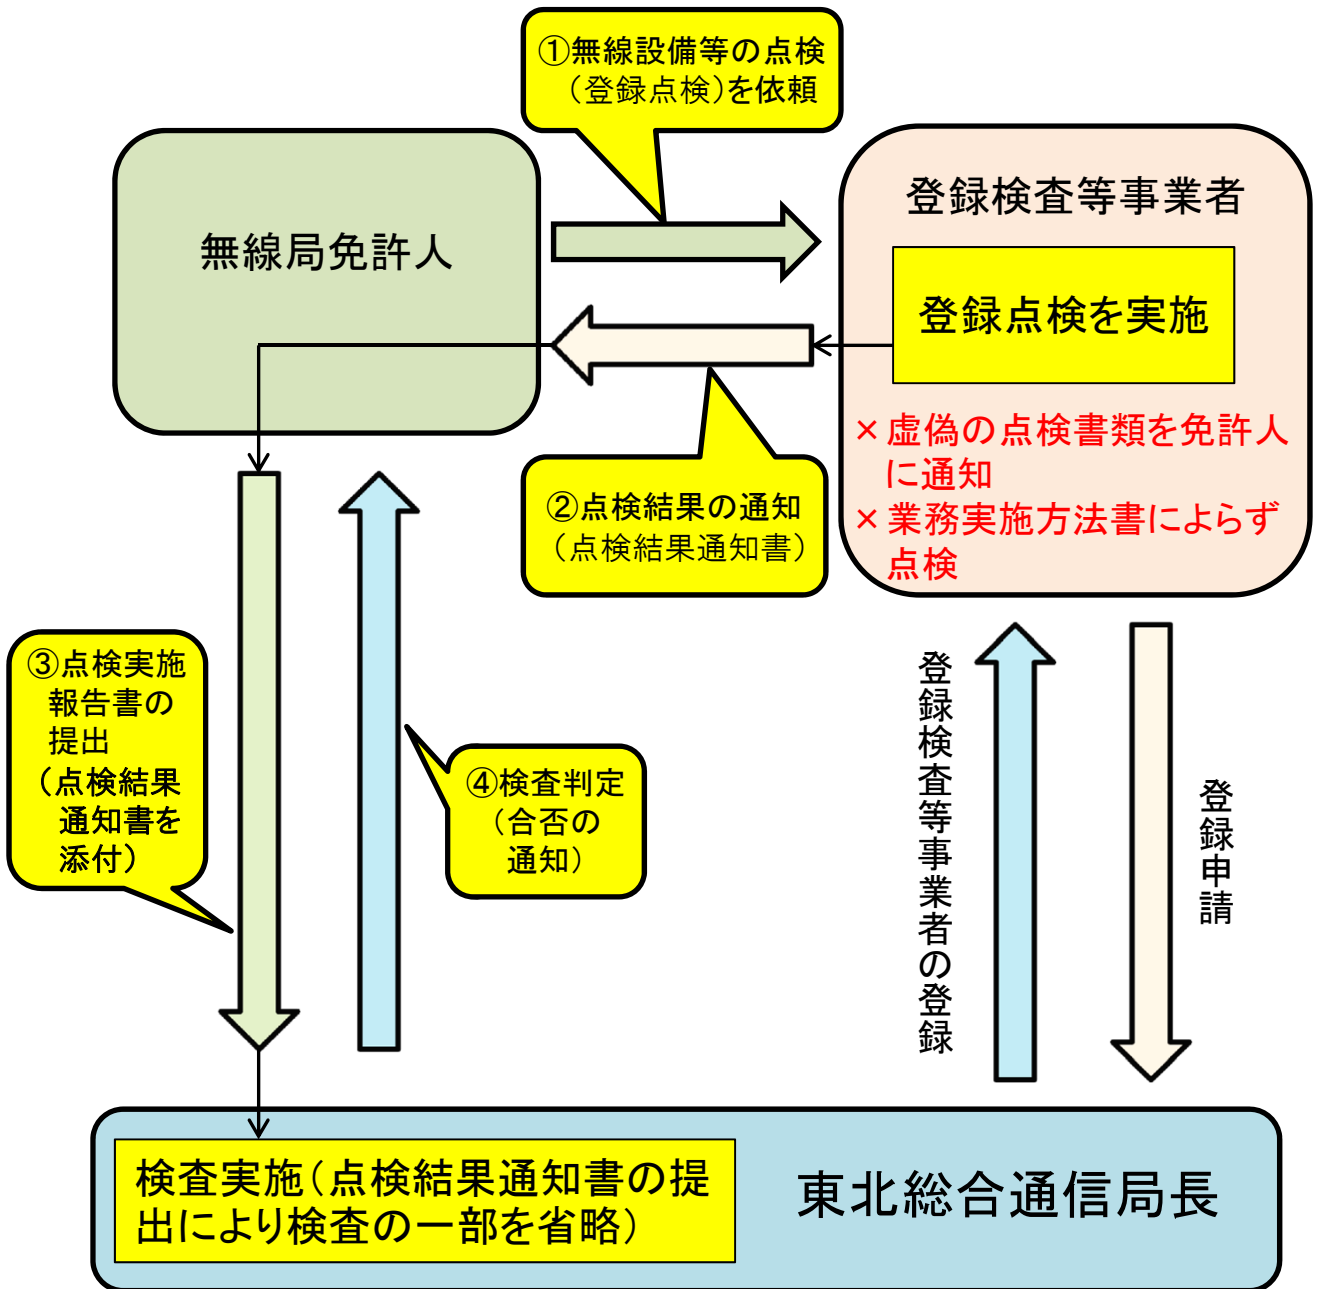 ①無線設備等の点検
（登録点検）を依頼
無線局免許人
登録検査等事業者
登録点検を実施
×虚偽の点検書類を免許人
に通知
×業務実施方法書によらず
点検
②点検結果の通知
（点検結果通知書）
③点検実施
報告書の
提出
（点検結果
通知書を
添付）
④検査判定
（合否の
通知）
登録検査等事業者の登録
登録申請
検査実施（点検結果通知書の提
出により検査の一部を省略）
東北総合通信局長